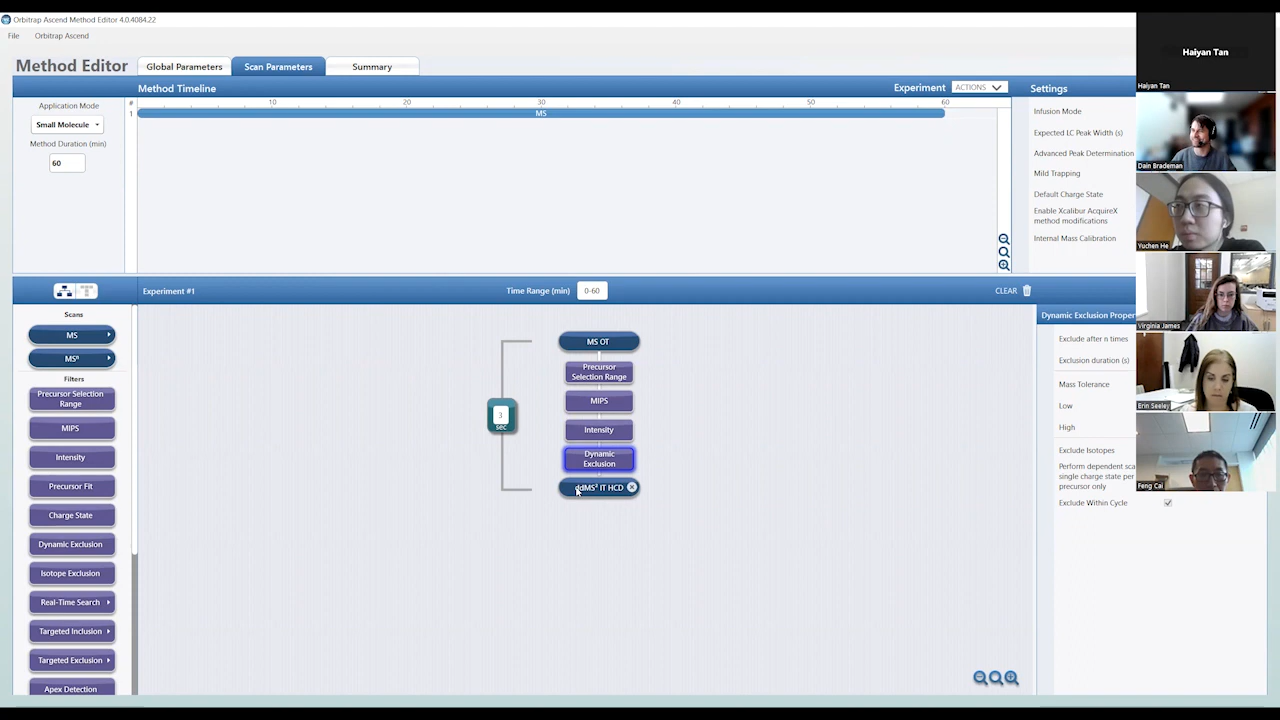 Orbitrap Ascend Method Editor 4.0.4084.22
File Orbitrap Ascend
Method Editor Global Parameters Scan Parameters Summary
Method Timeline Experiment ACTIONS Settings
Application Mode
Small Molecule
Method Duration (min)
60
# 10 20 30 40 50 60
1 MS
Infusion Mode
Expected LC Peak Width (s)
Advanced Peak Determination
Mild Trapping
Default Charge State
Enable Xcalibur AcquireX
method modifications
Internal Mass Calibration
Haiyan Tan
Haiyan Tan
Dain Brademan
Yuchen He
Virginia James
Erin Seeley
Feng Cai
Experiment #1 Time Range (min) 0-60 CLEAR
Scans
MS
MSⁿ
Filters
Precursor Selection
Range
MIPS
Intensity
Precursor Fit
Charge State
Dynamic Exclusion
Isotope Exclusion
Real-Time Search
Targeted Inclusion
Targeted Exclusion
Apex Detection
3
sec
MS OT
Precursor
Selection Range
MIPS
Intensity
Dynamic
Exclusion
ddMS² IT HCD
Dynamic Exclusion Proper
Exclude after n times
Exclusion duration (s)
Mass Tolerance
Low
High
Exclude Isotopes
Perform dependent sca
single charge state per
precursor only
Exclude Within Cycle